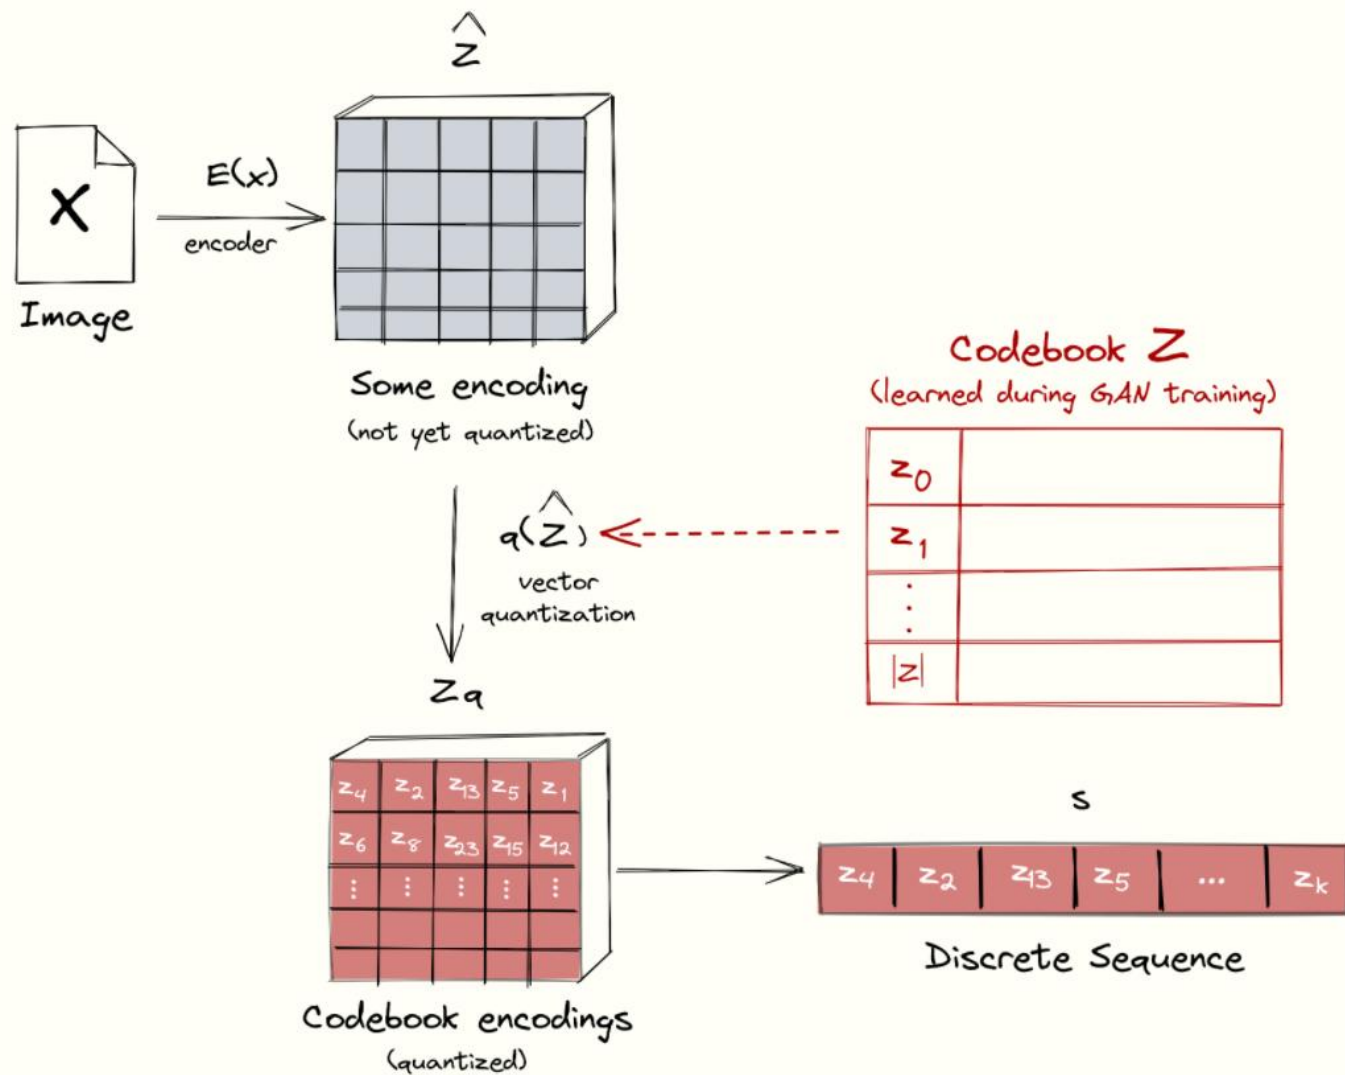 ẑ
X
E(x)
encoder
Image
Some encoding
(not yet quantized)
Codebook Z
(learned during GAN training)
z₀
z₁
⋮
|z|
q(ẑ)
vector
quantization
zq
z₄ z₂ z₁₃ z₅ z₁
z₆ z₈ z₂₃ z₁₅ z₁₂
⋮ ⋮ ⋮ ⋮ ⋮
Codebook encodings
(quantized)
s
z₄ z₂ z₁₃ z₅ ... zₖ
Discrete Sequence